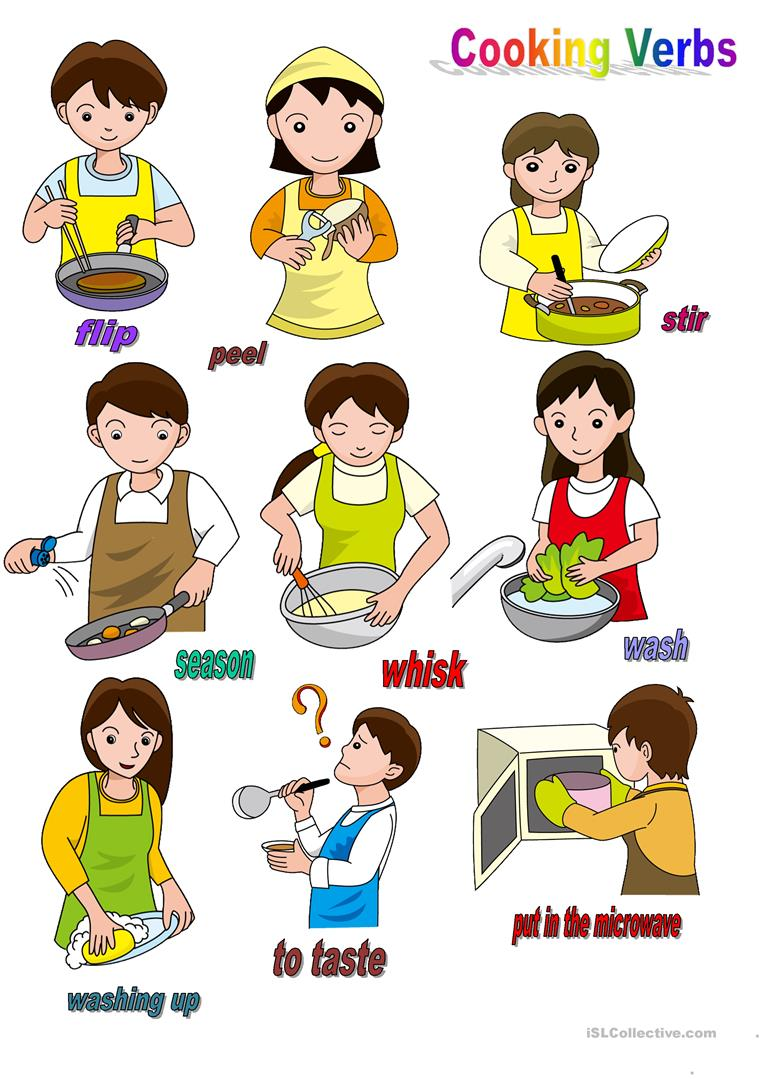 Cooking Verbs
flip
peel
stir
season
whisk
wash
washing up
to taste
put in the microwave
iSLCollective.com